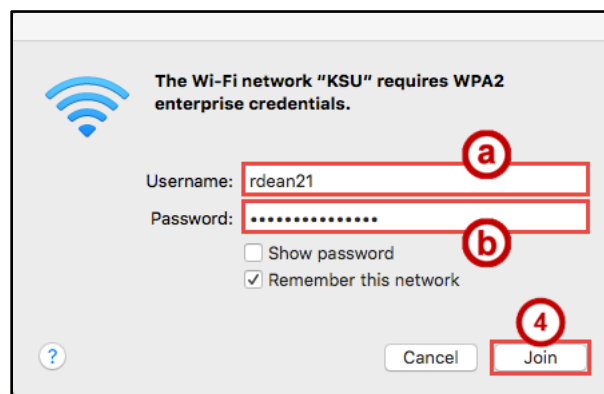 The Wi-Fi network "KSU" requires WPA2
enterprise credentials.
a
Username: rdean21
Password: •••••••••••••••
b
Show password
Remember this network
4
? Cancel Join